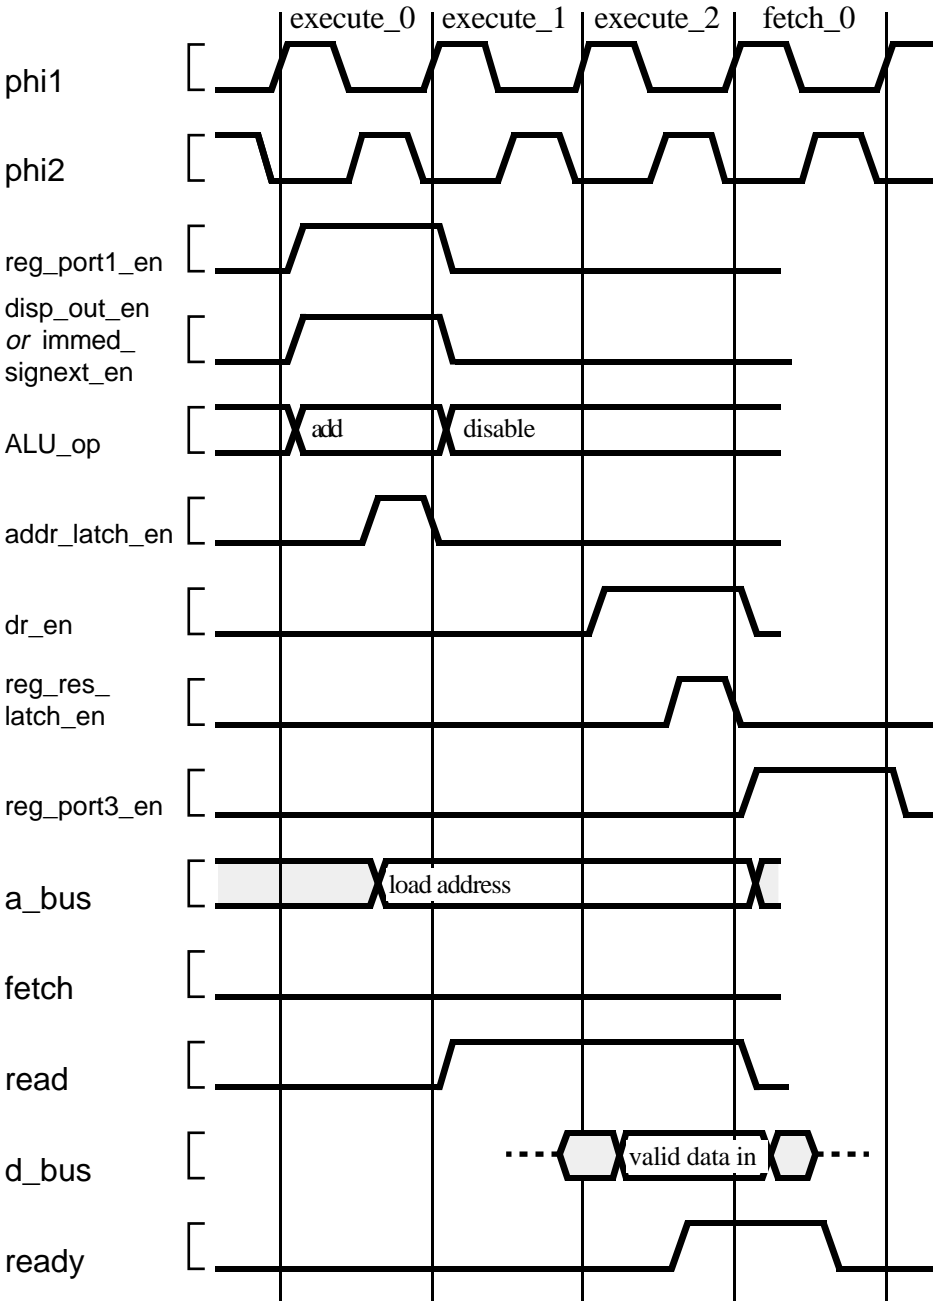 execute_0 execute_1 execute_2 fetch_0
phi1
phi2
reg_port1_en
disp_out_en
or immed_
signext_en
ALU_op
add
disable
addr_latch_en
dr_en
reg_res_
latch_en
reg_port3_en
a_bus
load address
fetch
read
d_bus
valid data in
ready